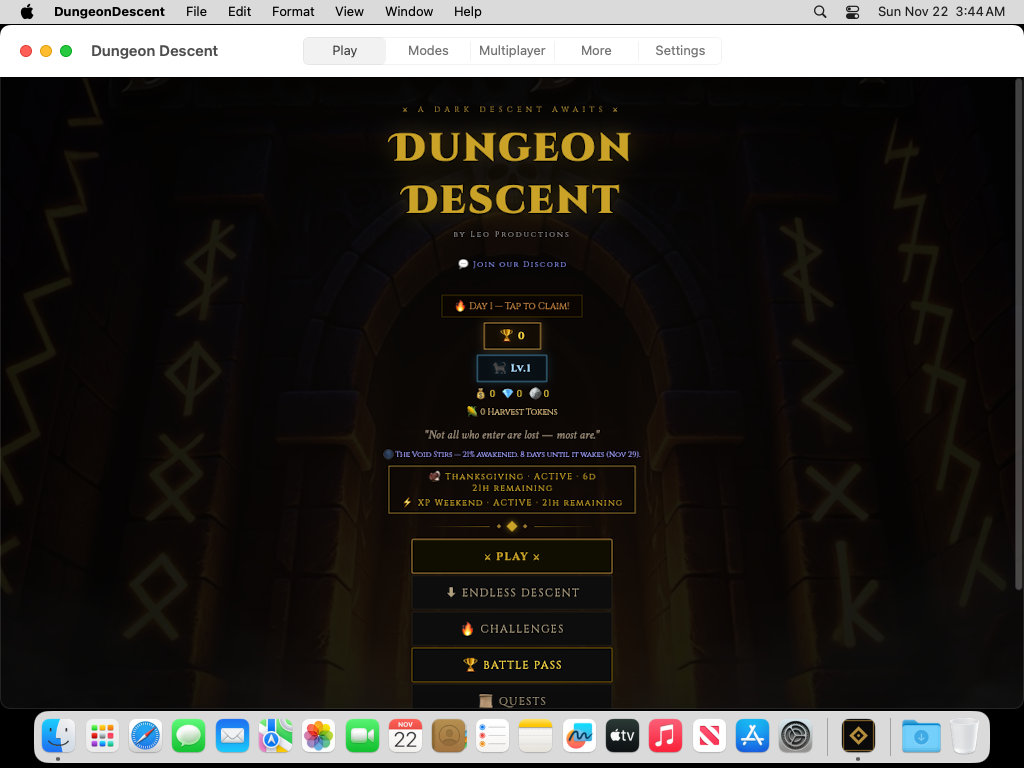 DungeonDescent File Edit Format View Window Help Sun Nov 22 3:44 AM
Dungeon Descent Play Modes Multiplayer More Settings
A DARK DESCENT AWAITS
DUNGEON
DESCENT
BY LEO PRODUCTIONS
JOIN OUR DISCORD
DAY 1 — TAP TO CLAIM!
0
LV.1
0 0 0
0 HARVEST TOKENS
"Not all who enter are lost — most are."
THE VOID STIRS — 21% AWAKENED. 8 DAYS UNTIL IT WAKES (NOV 29).
THANKSGIVING · ACTIVE · 6D
21H REMAINING
XP WEEKEND · ACTIVE · 21H REMAINING
PLAY
ENDLESS DESCENT
CHALLENGES
BATTLE PASS
QUESTS
NOV
22
tv